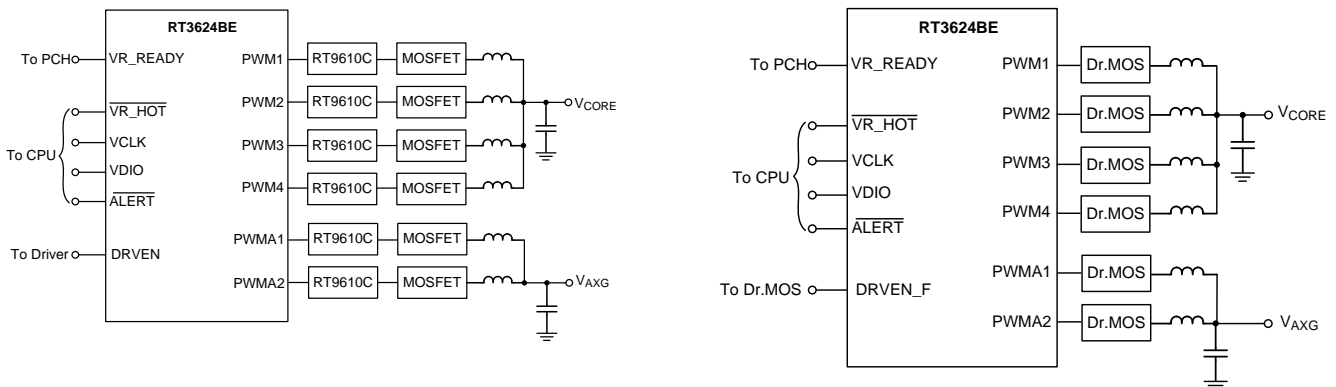 RT3624BE
To PCH
VR_READY
PWM1
RT9610C
MOSFET
VR_HOT
PWM2
RT9610C
MOSFET
VCORE
To CPU
VCLK
VDIO
PWM3
RT9610C
MOSFET
ALERT
PWM4
RT9610C
MOSFET
To Driver
DRVEN
PWMA1
RT9610C
MOSFET
PWMA2
RT9610C
MOSFET
VAXG
RT3624BE
To PCH
VR_READY
PWM1
Dr.MOS
VR_HOT
PWM2
Dr.MOS
VCORE
To CPU
VCLK
VDIO
PWM3
Dr.MOS
ALERT
PWM4
Dr.MOS
PWMA1
Dr.MOS
To Dr.MOS
DRVEN_F
PWMA2
Dr.MOS
VAXG